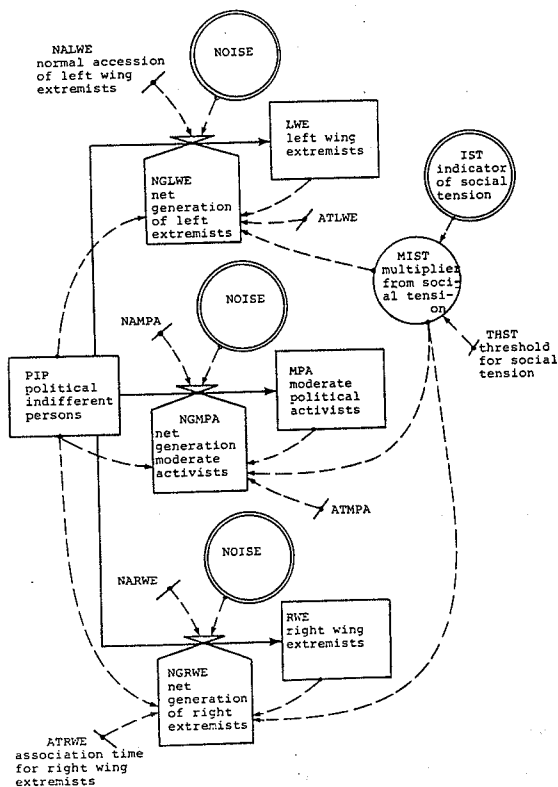 NALWE
normal accession
of left wing
extremists
NOISE
LWE
left wing
extremists
IST
indicator
of social
tension
NGLWE
net
generation
of left
extremists
ATLWE
MIST
multiplier
from soci-
al tensi-
on
NOISE
NAMPA
THST
threshold
for social
tension
PIP
political
indifferent
persons
MPA
moderate
political
activists
NGMPA
net
generation
moderate
activists
ATMPA
NOISE
NARWE
RWE
right wing
extremists
NGRWE
net
generation
of right
extremists
ATRWE
association time
for right wing
extremists